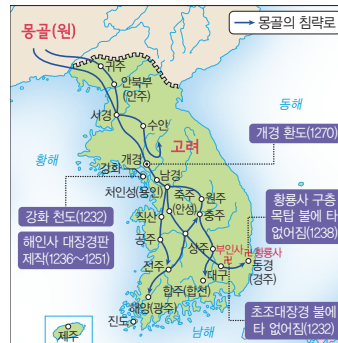 몽골의 침략로
몽골(원)
귀주
안북부
(안주)
서경
수안
동해
고려
개경 환도(1270)
황해
개경
강화
남경
처인성(용인)
죽주
(안성)
원주
충주
강화 천도(1232)
해인사 대장경판
제작(1236~1251)
직산
공주
상주
부인사
황룡사
황룡사 구층
목탑 불에 타
없어짐(1238)
동경
(경주)
대구
전주
합주(합천)
해양(광주)
초조대장경 불에
타 없어짐(1232)
진도
남해
제주